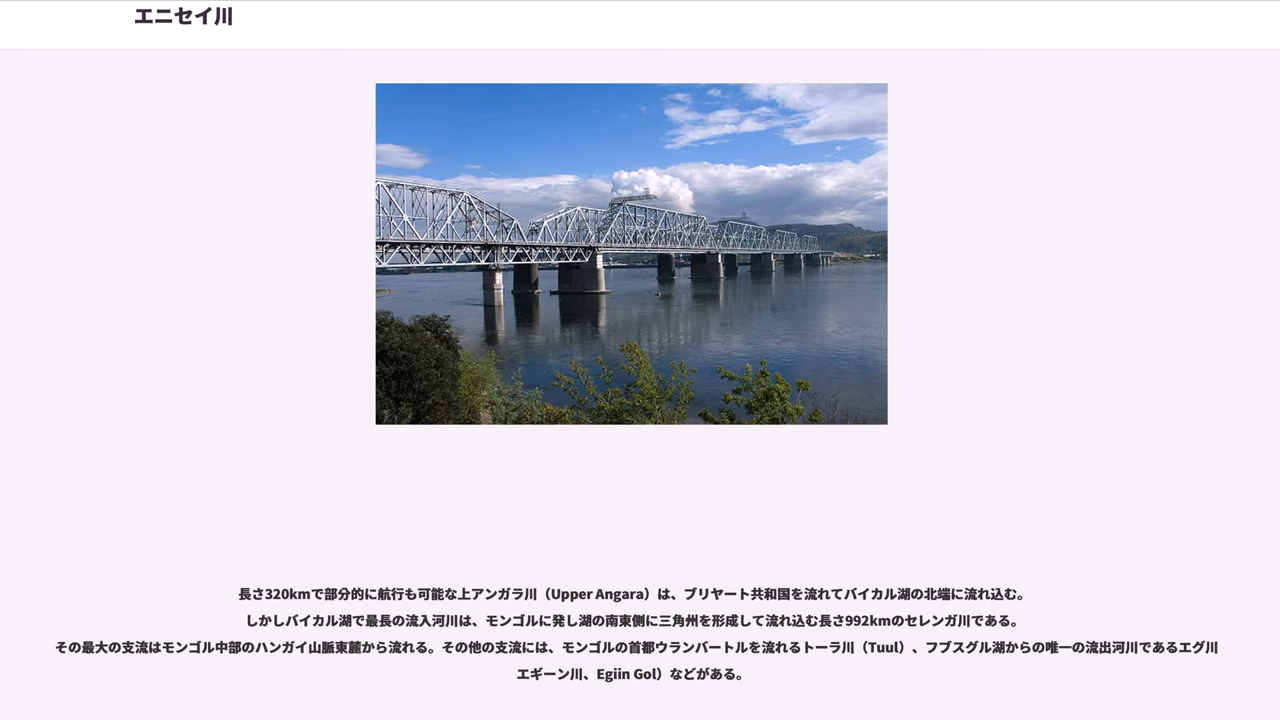 エニセイ川
長さ320kmで部分的に航行も可能な上アンガラ川（Upper Angara）は、ブリヤート共和国を流れてバイカル湖の北端に流れ込む。
しかしバイカル湖で最長の流入河川は、モンゴルに発し湖の南東側に三角州を形成して流れ込む長さ992kmのセレンガ川である。
その最大の支流はモンゴル中部のハンガイ山脈東麓から流れる。その他の支流には、モンゴルの首都ウランバートルを流れるトーラ川（Tuul）、フブスグル湖からの唯一の流出河川であるエグ川
エギーン川、Egiin Gol）などがある。